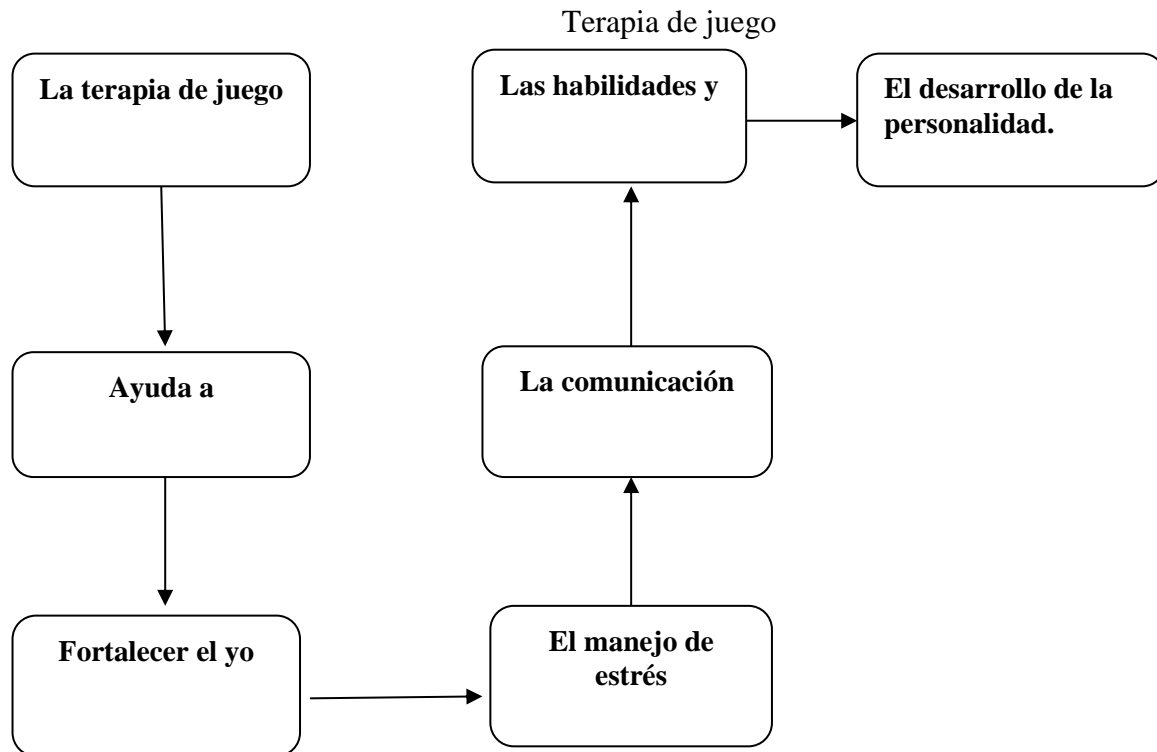 Terapia de juego
La terapia de juego
Ayuda a
Fortalecer el yo
El manejo de
estrés
La comunicación
Las habilidades y
El desarrollo de la
personalidad.